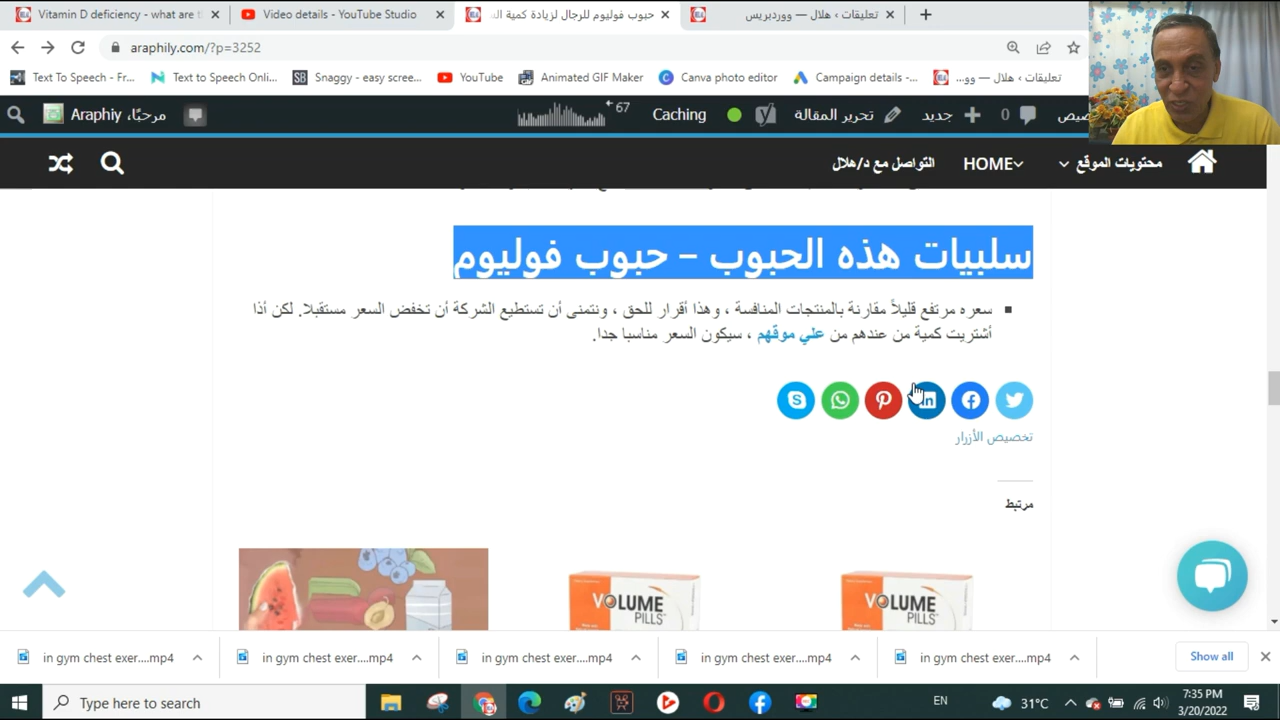 Vitamin D deficiency - what are t
Video details - YouTube Studio
حبوب فوليوم للرجال لزيادة كمية الس
تعليقات ‹ هلال — ووردبريس
araphily.com/?p=3252
Text To Speech - Fr...
Text to Speech Onli...
Snaggy - easy scree...
YouTube
Animated GIF Maker
Canva photo editor
Campaign details -...
تعليقات ‹ هلال — وو...
مرحبًا، Araphiy
67
Caching
تحرير المقالة
جديد
0
صيص
محتويات الموقع
HOME
التواصل مع د/هلال
سلبيات هذه الحبوب – حبوب فوليوم
سعره مرتفع قليلاً مقارنة بالمنتجات المنافسة ، وهذا أقرار للحق ، ونتمنى أن تستطيع الشركة أن تخفض السعر مستقبلا. لكن أذا
أشتريت كمية من عندهم من علي موقهم ، سيكون السعر مناسبا جدا.
تخصيص الأزرار
مرتبط
VOLUME
PILLS
VOLUME
PILLS
in gym chest exer....mp4
in gym chest exer....mp4
in gym chest exer....mp4
in gym chest exer....mp4
in gym chest exer....mp4
Show all
Type here to search
EN
31°C
7:35 PM
3/20/2022